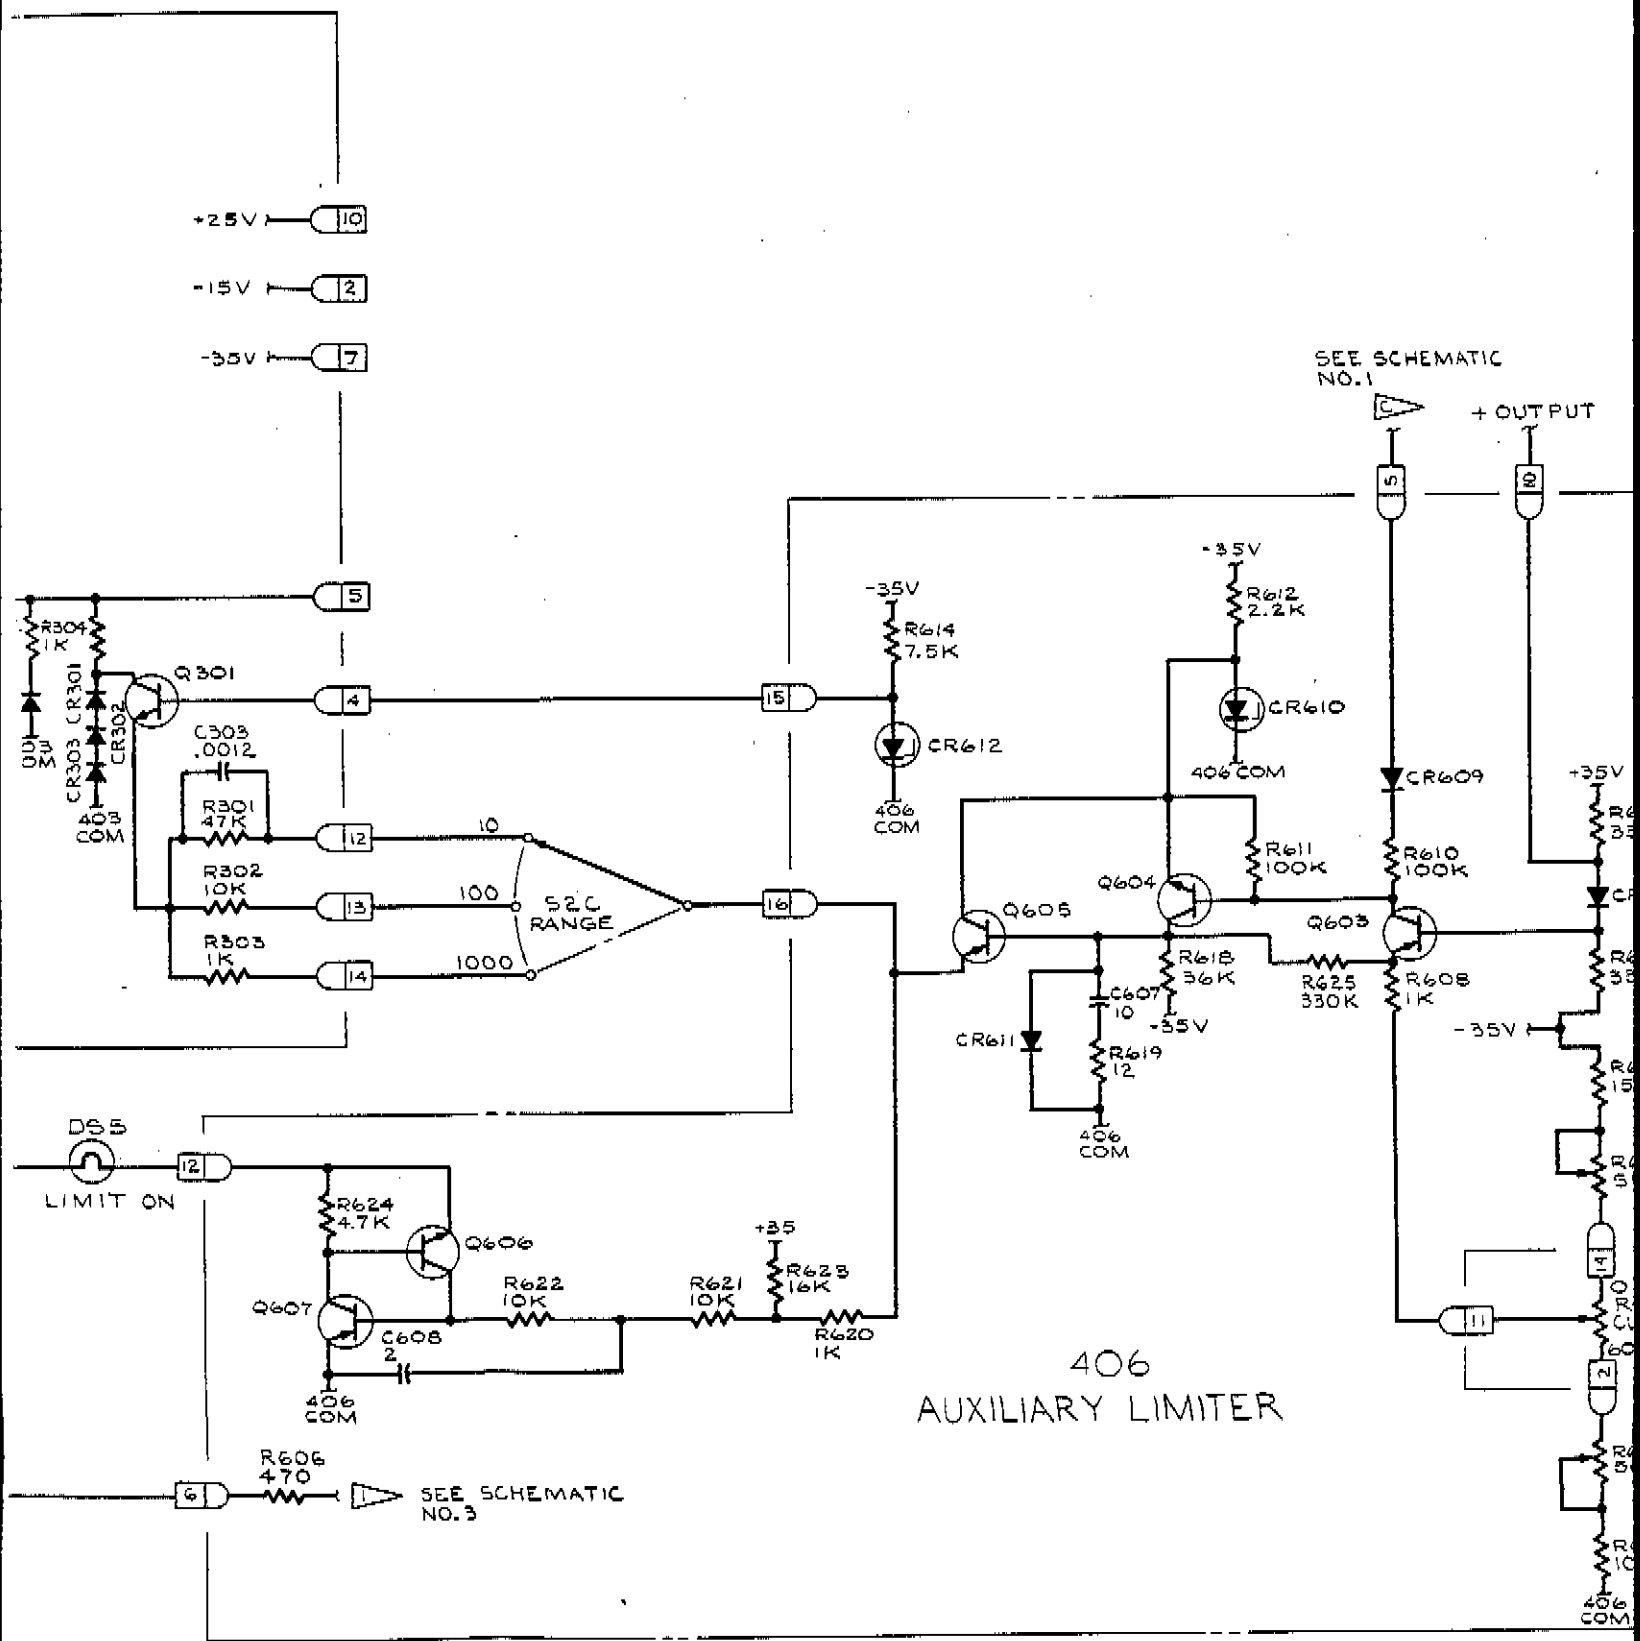 +25V
10
-15V
2
-35V
7
SEE SCHEMATIC
NO.1
C
+ OUTPUT
5
10
-35V
R612
2.2K
-35V
R614
7.5K
5
R304
1K
CR301
CR302
CR303
Q301
4
15
CR610
406 COM
CR612
406
COM
CR609
+35V
C303
.0012
403
COM
R301
47K
12
10
R302
10K
13
100
S2C
RANGE
R303
1K
14
1000
16
R611
100K
R610
100K
Q604
Q605
Q603
R618
36K
-35V
R625
330K
R608
1K
-35V
C607
10
CR611
R619
12
406
COM
DS5
12
LIMIT ON
R624
4.7K
Q606
+35
R623
16K
R622
10K
R621
10K
Q607
C608
2
R620
1K
406
COM
14
11
2
406
AUXILIARY LIMITER
R606
470
6
SEE SCHEMATIC
NO.3
406
COM